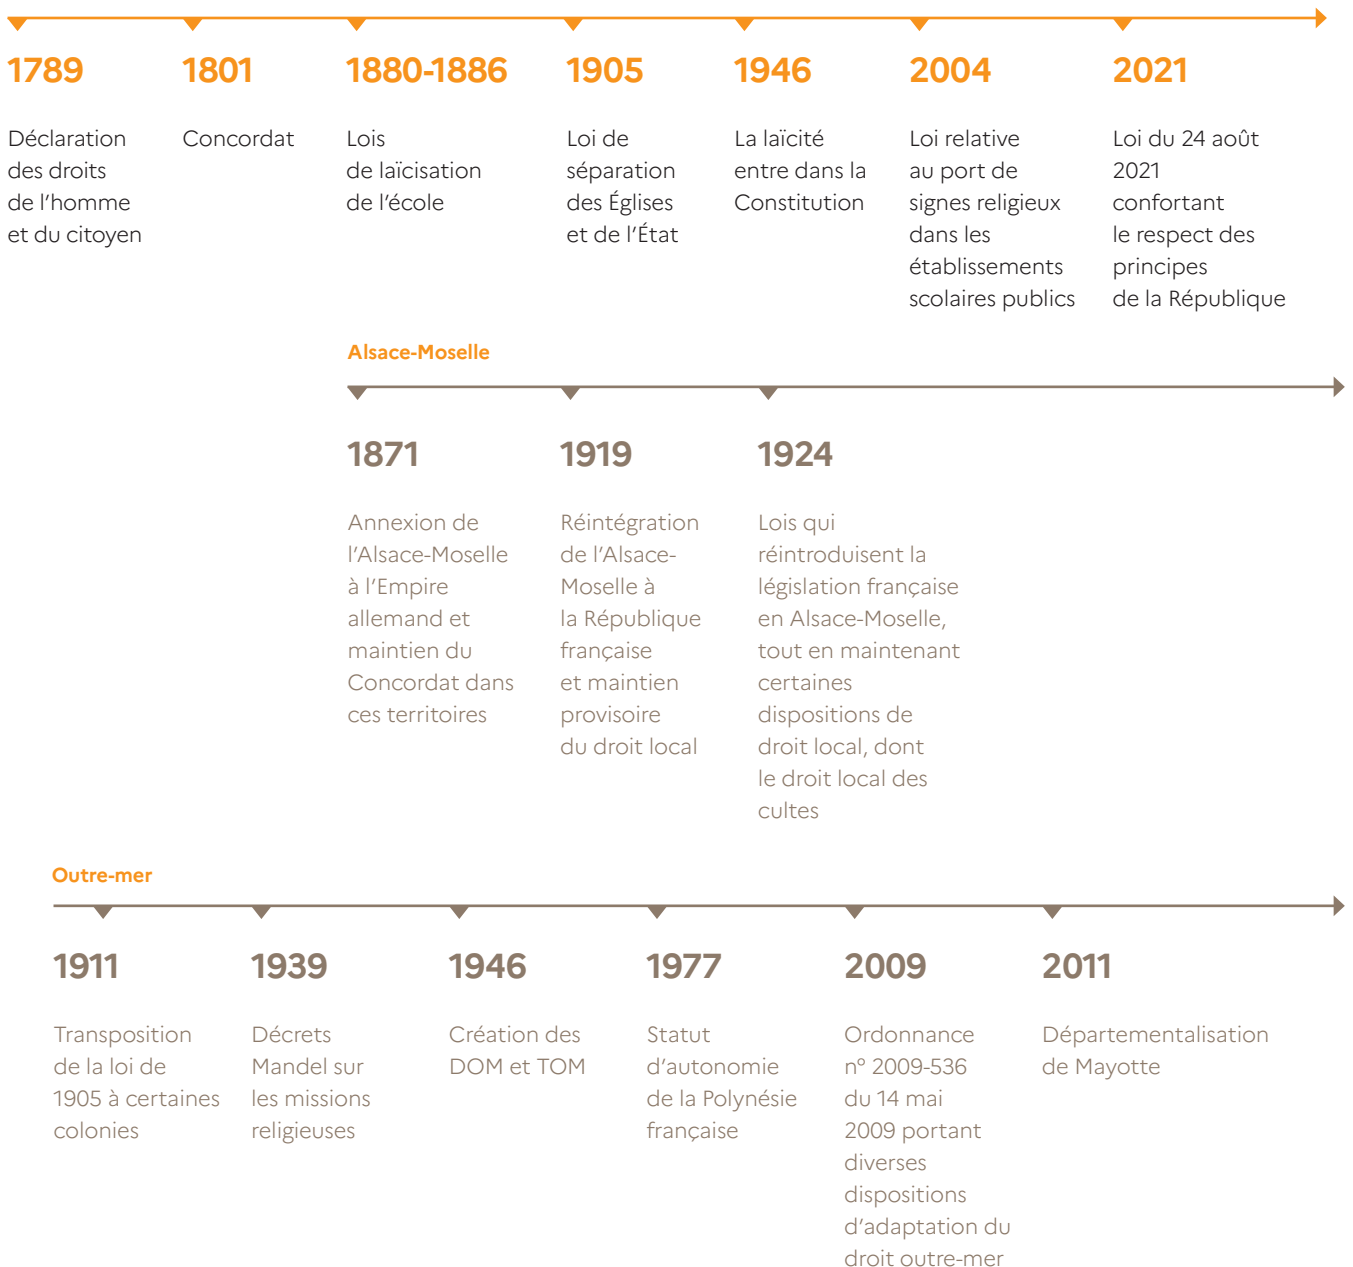 1789
Déclaration
des droits
de l'homme
et du citoyen
1801
Concordat
1880-1886
Lois
de laïcisation
de l'école
1905
Loi de
séparation
des Églises
et de l'État
1946
La laïcité
entre dans la
Constitution
2004
Loi relative
au port de
signes religieux
dans les
établissements
scolaires publics
2021
Loi du 24 août
2021
confortant
le respect des
principes
de la République
Alsace-Moselle
1871
Annexion de
l'Alsace-Moselle
à l'Empire
allemand et
maintien du
Concordat dans
ces territoires
1919
Réintégration
de l'Alsace-
Moselle à
la République
française
et maintien
provisoire
du droit local
1924
Lois qui
réintroduisent la
législation française
en Alsace-Moselle,
tout en maintenant
certaines
dispositions de
droit local, dont
le droit local des
cultes
Outre-mer
1911
Transposition
de la loi de
1905 à certaines
colonies
1939
Décrets
Mandel sur
les missions
religieuses
1946
Création des
DOM et TOM
1977
Statut
d'autonomie
de la Polynésie
française
2009
Ordonnance
n° 2009-536
du 14 mai
2009 portant
diverses
dispositions
d'adaptation du
droit outre-mer
2011
Départementalisation
de Mayotte